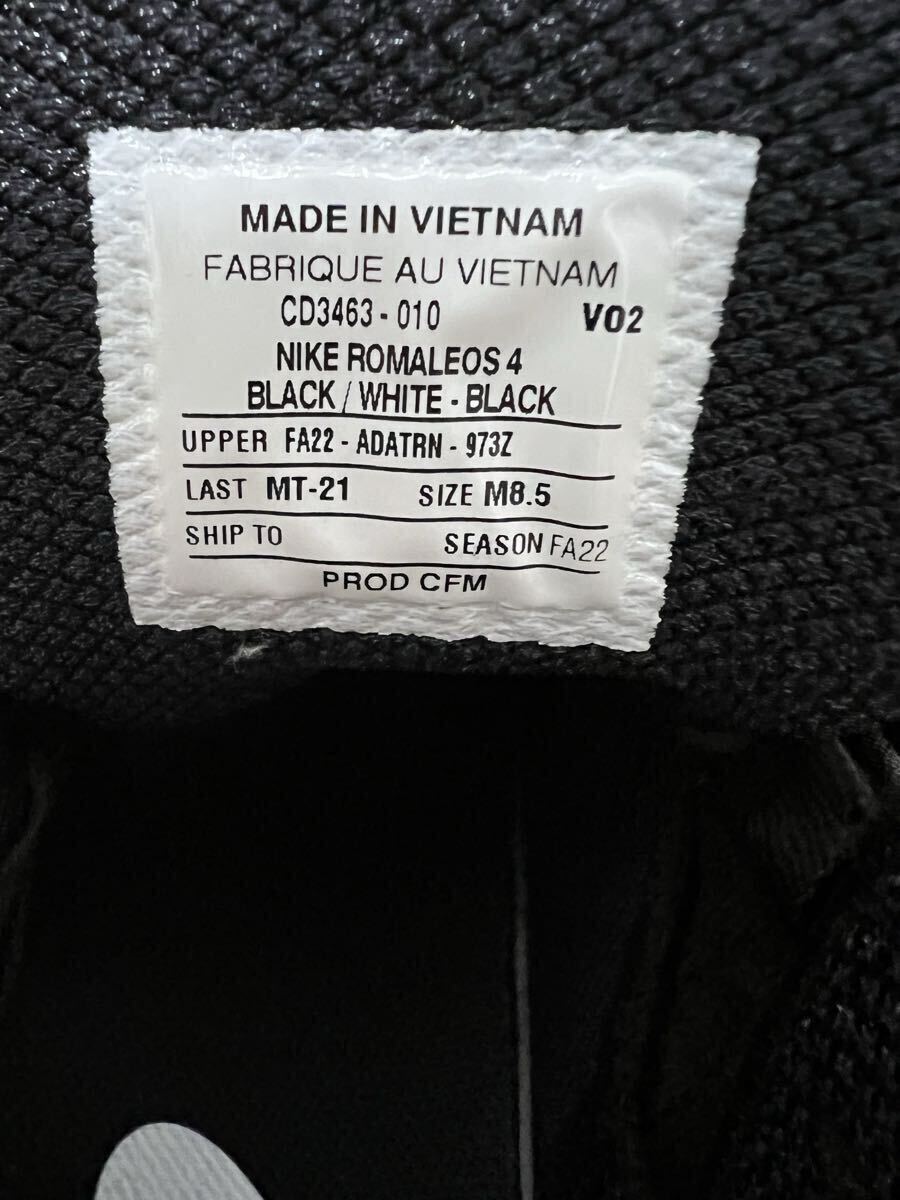 MADE IN VIETNAM
FABRIQUE AU VIETNAM
CD3463-010 V02
NIKE ROMALEOS 4
BLACK/WHITE-BLACK
UPPER FA22-ADATRN-973Z
LAST MT-21 SIZE M8.5
SHIP TO SEASON FA22
PROD CFM